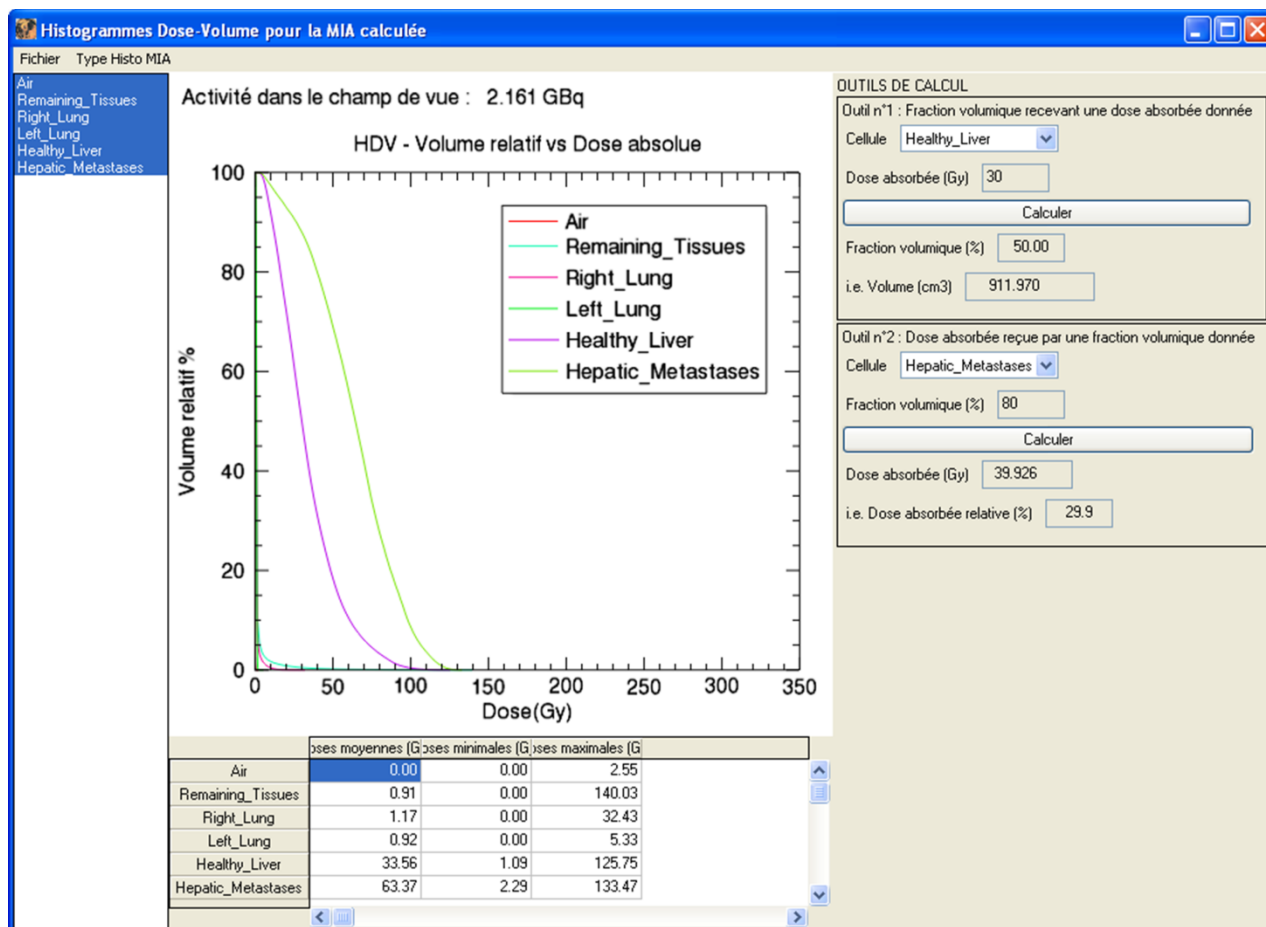 Histogrammes Dose-Volume pour la MIA calculée
Fichier Type Histo MIA
Air
Remaining_Tissues
Right_Lung
Left_Lung
Healthy_Liver
Hepatic_Metastases
Activité dans le champ de vue : 2.161 GBq
HDV - Volume relatif vs Dose absolue
Volume relatif %
100
80
60
40
20
0
Air
Remaining_Tissues
Right_Lung
Left_Lung
Healthy_Liver
Hepatic_Metastases
0 50 100 150 200 250 300 350
Dose(Gy)
oses moyennes (G oses minimales (G oses maximales (G
Air 0.00 0.00 2.55
Remaining_Tissues 0.91 0.00 140.03
Right_Lung 1.17 0.00 32.43
Left_Lung 0.92 0.00 5.33
Healthy_Liver 33.56 1.09 125.75
Hepatic_Metastases 63.37 2.29 133.47
OUTILS DE CALCUL
Outil n°1 : Fraction volumique recevant une dose absorbée donnée
Cellule Healthy_Liver
Dose absorbée (Gy) 30
Calculer
Fraction volumique (%) 50.00
i.e. Volume (cm3) 911.970
Outil n°2 : Dose absorbée reçue par une fraction volumique donnée
Cellule Hepatic_Metastases
Fraction volumique (%) 80
Calculer
Dose absorbée (Gy) 39.926
i.e. Dose absorbée relative (%) 29.9